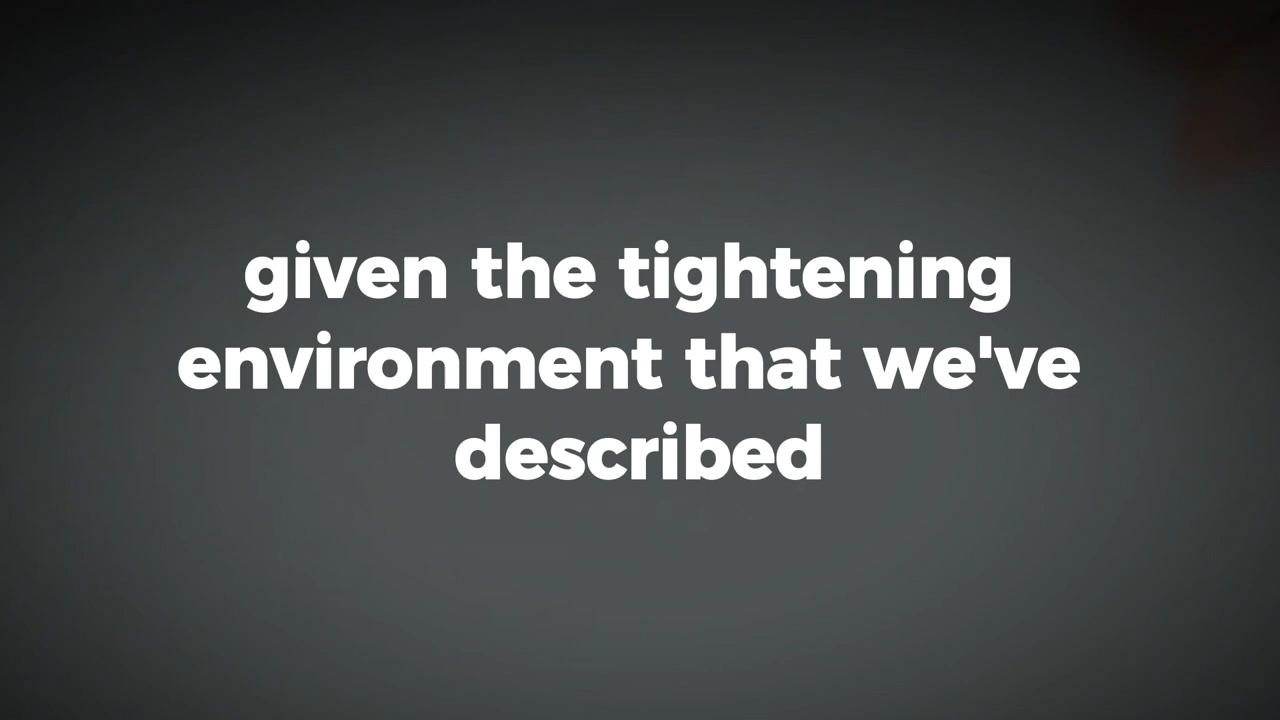 given the tightening
environment that we've
described